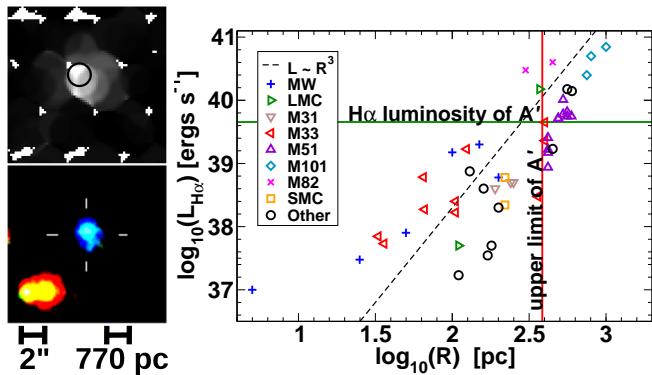 41
40
39
38
37
log10(LHα) [ergs s⁻¹]
L ~ R³
MW
LMC
M31
M33
M51
M101
M82
SMC
Other
Hα luminosity of A′
upper limit of A′
1
1.5
2
2.5
3
log10(R) [pc]
2" 770 pc